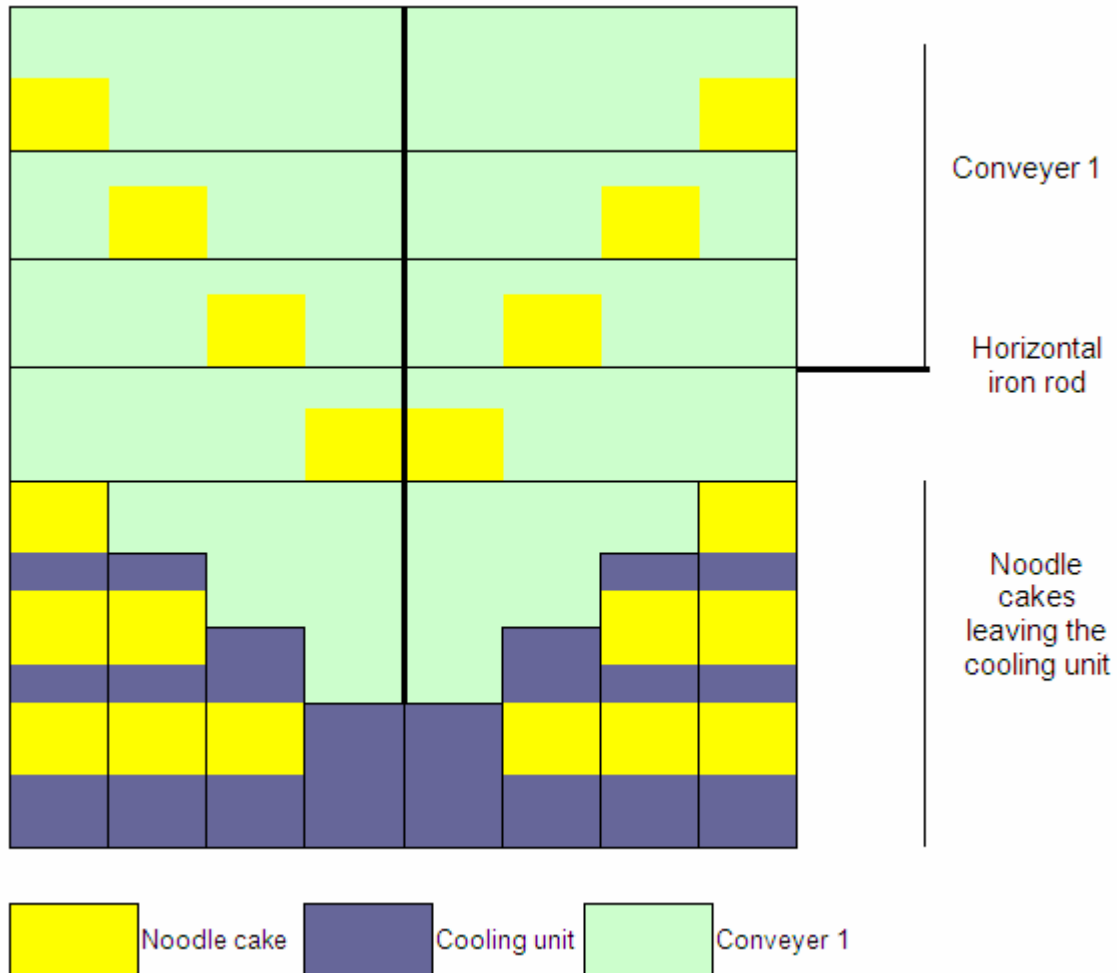 Conveyer 1
Horizontal
iron rod
Noodle
cakes
leaving the
cooling unit
Noodle cake
Cooling unit
Conveyer 1